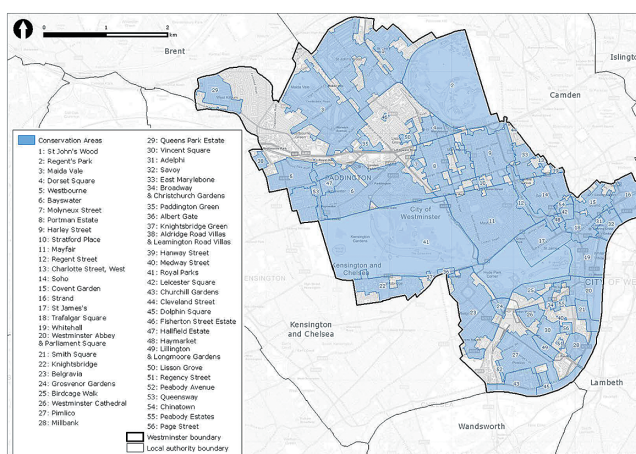 0 1 2
km
Brent
Islington
Camden
PADDINGTON
City of
Westminster
Kensington
Gardens
Kensington and
Chelsea
KENSINGTON
CITY OF WE
Kensington
and Chelsea
Lambeth
Wandsworth
Conservation Areas
1: St John's Wood
2: Regent's Park
3: Maida Vale
4: Dorset Square
5: Westbourne
6: Bayswater
7: Molyneux Street
8: Portman Estate
9: Harley Street
10: Stratford Place
11: Mayfair
12: Regent Street
13: Charlotte Street, West
14: Soho
15: Covent Garden
16: Strand
17: St James's
18: Trafalgar Square
19: Whitehall
20: Westminster Abbey
& Parliament Square
21: Smith Square
22: Knightsbridge
23: Belgravia
24: Grosvenor Gardens
25: Birdcage Walk
26: Westminster Cathedral
27: Pimlico
28: Millbank
29: Queens Park Estate
30: Vincent Square
31: Adelphi
32: Savoy
33: East Marylebone
34: Broadway
& Christchurch Gardens
35: Paddington Green
36: Albert Gate
37: Knightsbridge Green
38: Aldridge Road Villas
& Leamington Road Villas
39: Hanway Street
40: Medway Street
41: Royal Parks
42: Leicester Square
43: Churchill Gardens
44: Cleveland Street
45: Dolphin Square
46: Fisherton Street Estate
47: Hallfield Estate
48: Haymarket
49: Lillington
& Longmoore Gardens
50: Lisson Grove
51: Regency Street
52: Peabody Avenue
53: Queensway
54: Chinatown
55: Peabody Estates
56: Page Street
Westminster boundary
Local authority boundary